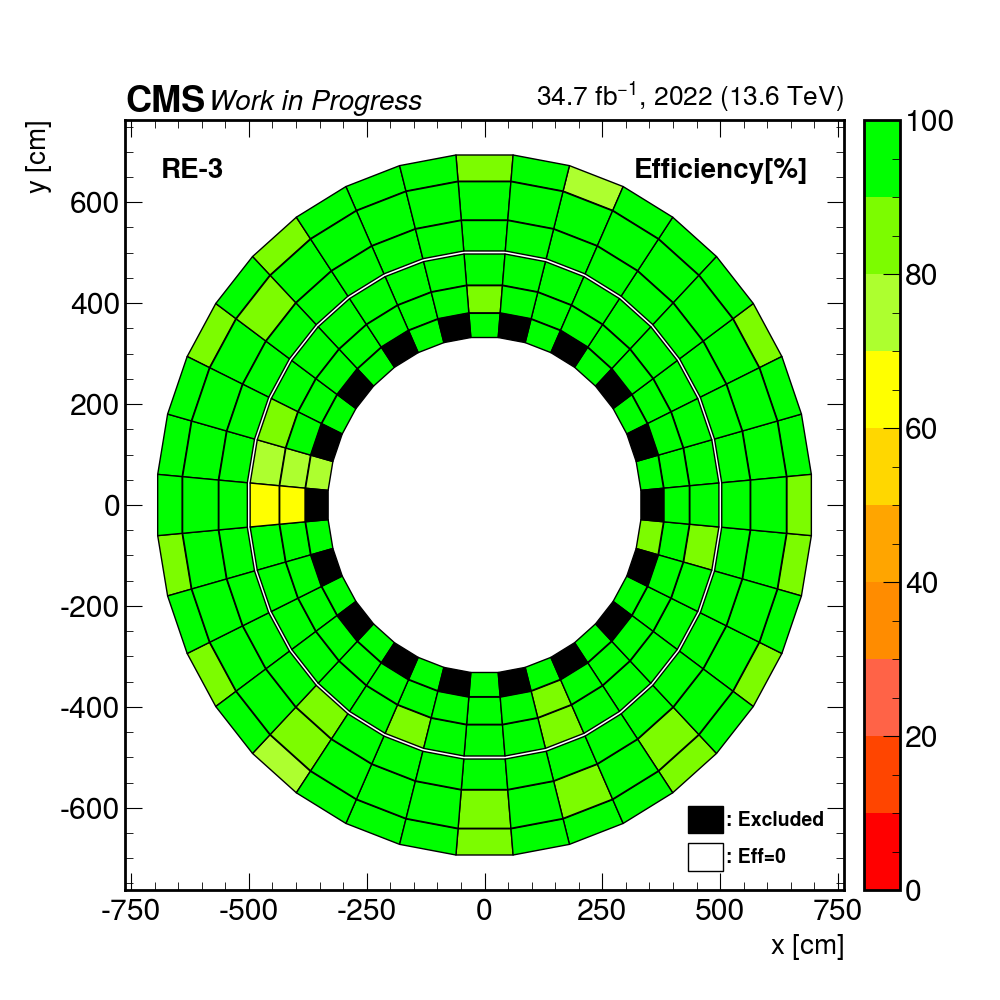 CMS Work in Progress 34.7 fb⁻¹, 2022 (13.6 TeV)
y [cm]
RE-3 Efficiency[%]
600
400
200
0
-200
-400
-600
-750 -500 -250 0 250 500 750
x [cm]
: Excluded
: Eff=0
100
80
60
40
20
0